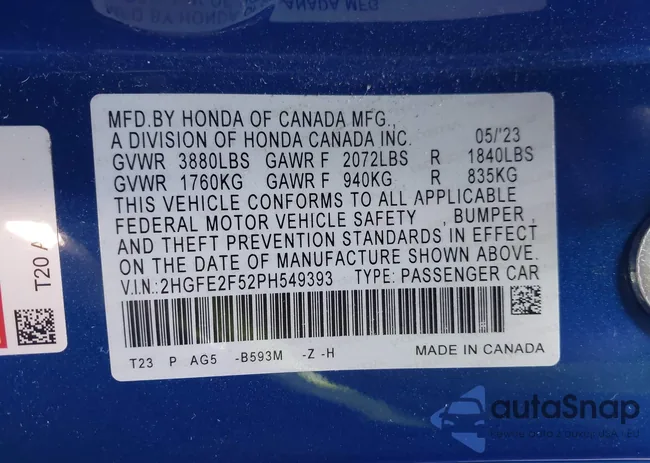 MFD.BY HONDA OF CANADA MFG.,
A DIVISION OF HONDA CANADA INC. 05/'23
GVWR 3880LBS GAWR F 2072LBS R 1840LBS
GVWR 1760KG GAWR F 940KG R 835KG
THIS VEHICLE CONFORMS TO ALL APPLICABLE
FEDERAL MOTOR VEHICLE SAFETY , BUMPER ,
AND THEFT PREVENTION STANDARDS IN EFFECT
ON THE DATE OF MANUFACTURE SHOWN ABOVE.
V.I.N.: 2HGFE2F52PH549393 TYPE: PASSENGER CAR
T23 P AG5 -B593M -Z -H MADE IN CANADA
T20 A
autoSnap